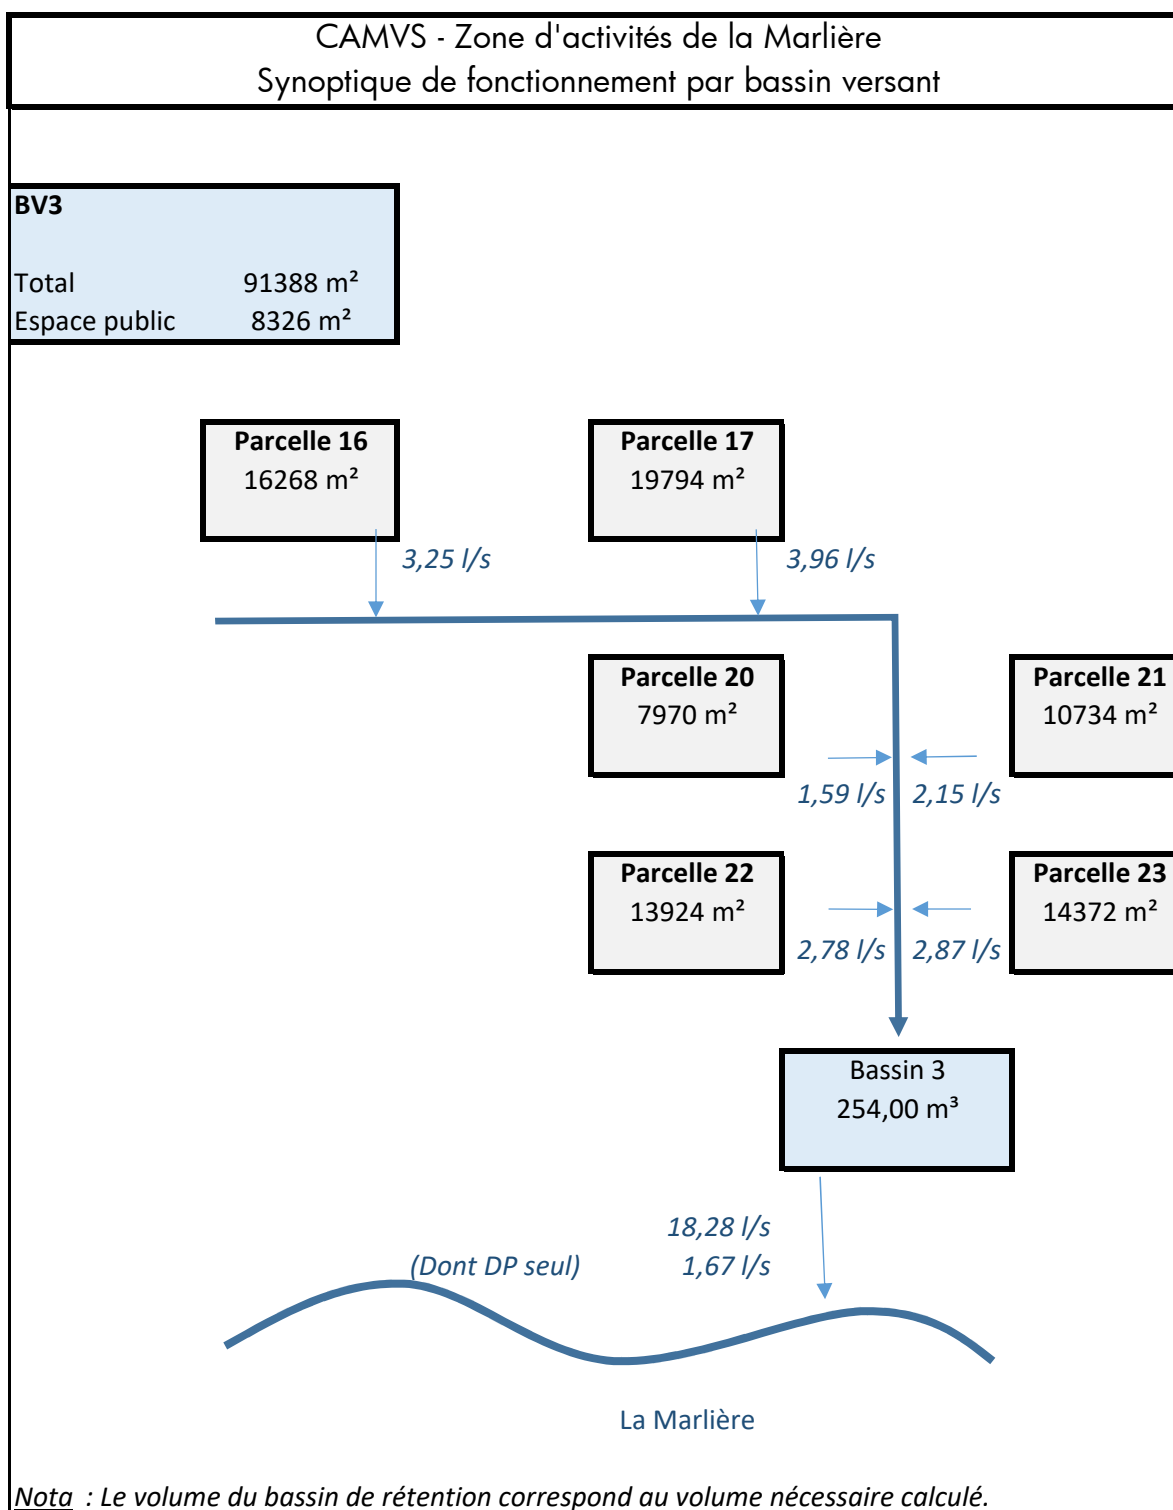 CAMVS - Zone d'activités de la Marlière
Synoptique de fonctionnement par bassin versant
BV3
Total 91388 m²
Espace public 8326 m²
Parcelle 16
16268 m²
Parcelle 17
19794 m²
3,25 l/s
3,96 l/s
Parcelle 20
7970 m²
Parcelle 21
10734 m²
1,59 l/s
2,15 l/s
Parcelle 22
13924 m²
Parcelle 23
14372 m²
2,78 l/s
2,87 l/s
Bassin 3
254,00 m³
18,28 l/s
(Dont DP seul) 1,67 l/s
La Marlière
Nota : Le volume du bassin de rétention correspond au volume nécessaire calculé.